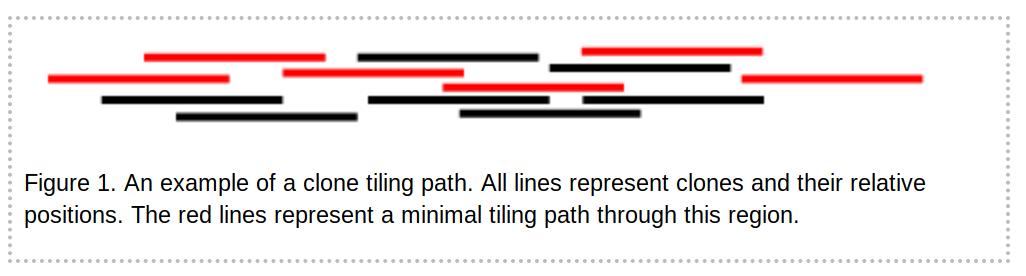 Figure 1. An example of a clone tiling path. All lines represent clones and their relative
positions. The red lines represent a minimal tiling path through this region.